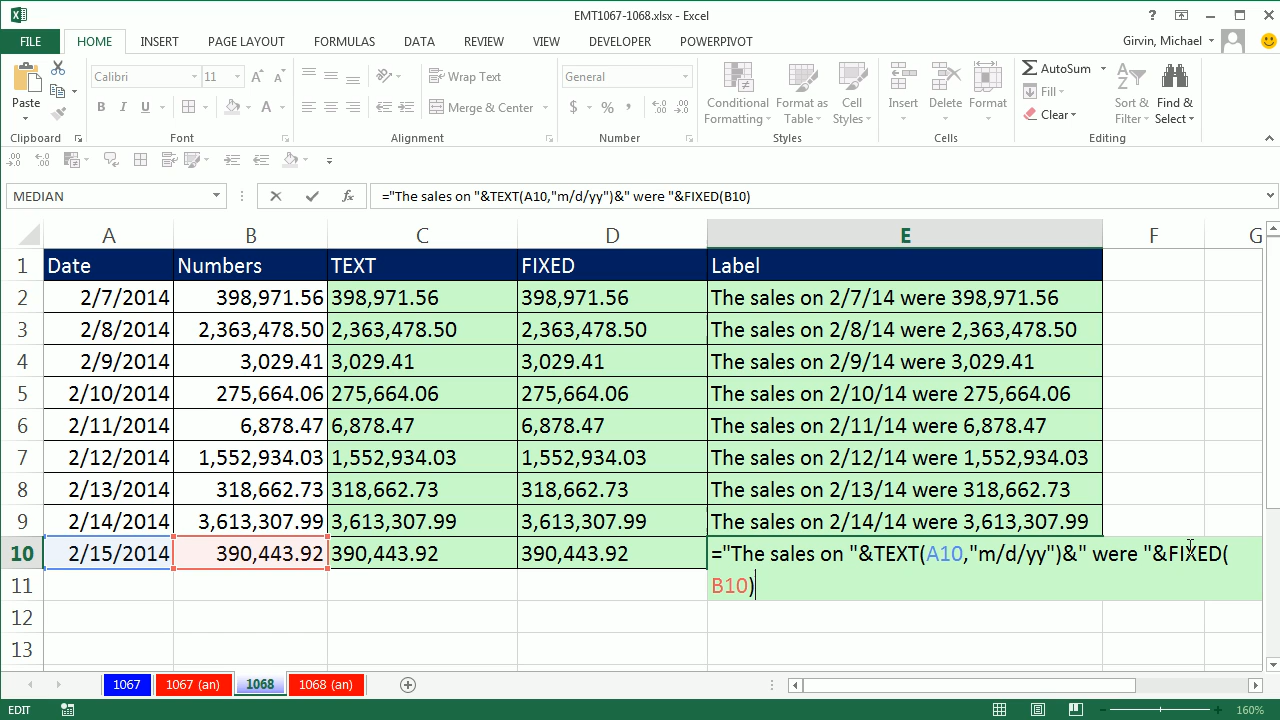 EMT1067-1068.xlsx - Excel
FILE HOME INSERT PAGE LAYOUT FORMULAS DATA REVIEW VIEW DEVELOPER POWERPIVOT Girvin, Michael
Paste
Clipboard
Calibri 11
B I U
Font
Wrap Text
Merge & Center
Alignment
General
$ % ,
Number
Conditional Formatting
Format as Table
Cell Styles
Styles
Insert Delete Format
Cells
AutoSum
Fill
Clear
Sort & Filter
Find & Select
Editing
MEDIAN
fx
="The sales on "&TEXT(A10,"m/d/yy")&" were "&FIXED(B10)
A B C D E F G
1 Date Numbers TEXT FIXED Label
2 2/7/2014 398,971.56 398,971.56 398,971.56 The sales on 2/7/14 were 398,971.56
3 2/8/2014 2,363,478.50 2,363,478.50 2,363,478.50 The sales on 2/8/14 were 2,363,478.50
4 2/9/2014 3,029.41 3,029.41 3,029.41 The sales on 2/9/14 were 3,029.41
5 2/10/2014 275,664.06 275,664.06 275,664.06 The sales on 2/10/14 were 275,664.06
6 2/11/2014 6,878.47 6,878.47 6,878.47 The sales on 2/11/14 were 6,878.47
7 2/12/2014 1,552,934.03 1,552,934.03 1,552,934.03 The sales on 2/12/14 were 1,552,934.03
8 2/13/2014 318,662.73 318,662.73 318,662.73 The sales on 2/13/14 were 318,662.73
9 2/14/2014 3,613,307.99 3,613,307.99 3,613,307.99 The sales on 2/14/14 were 3,613,307.99
10 2/15/2014 390,443.92 390,443.92 390,443.92 ="The sales on "&TEXT(A10,"m/d/yy")&" were "&FIXED(
11 B10)
12
13
1067 1067 (an) 1068 1068 (an)
EDIT 160%